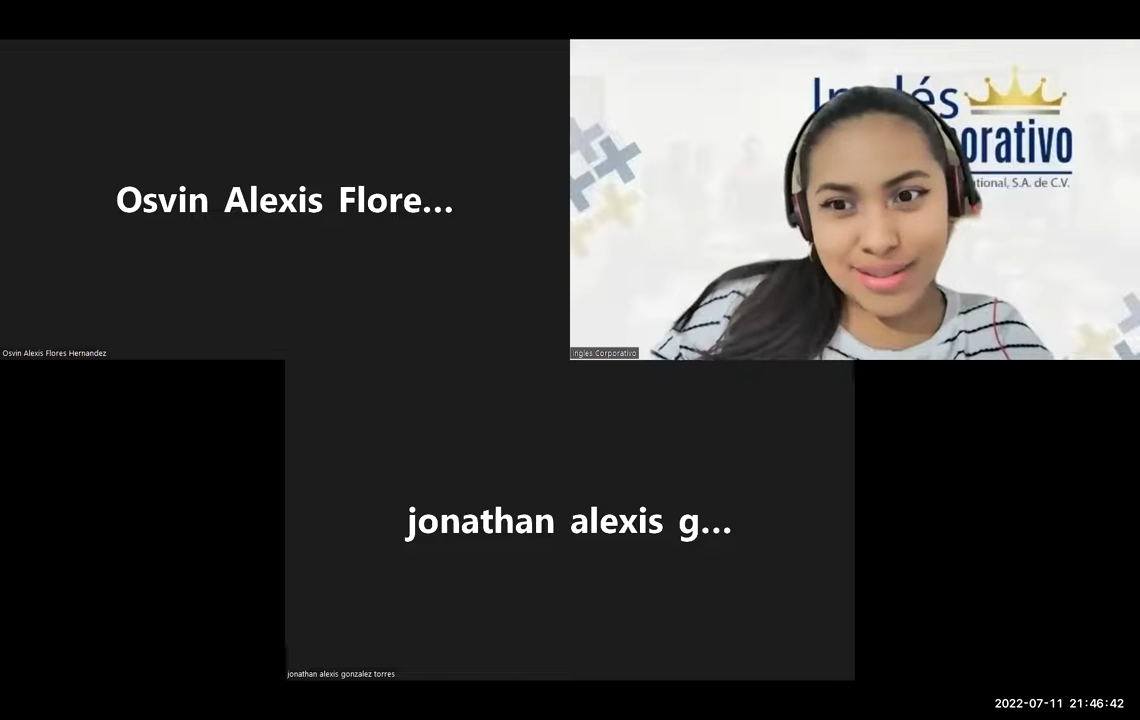 Osvin Alexis Flore...
Osvin Alexis Flores Hernandez
Inglés
orativo
tional, S.A. de C.V.
Ingles Corporativo
jonathan alexis g...
jonathan alexis gonzalez torres
2022-07-11 21:46:42